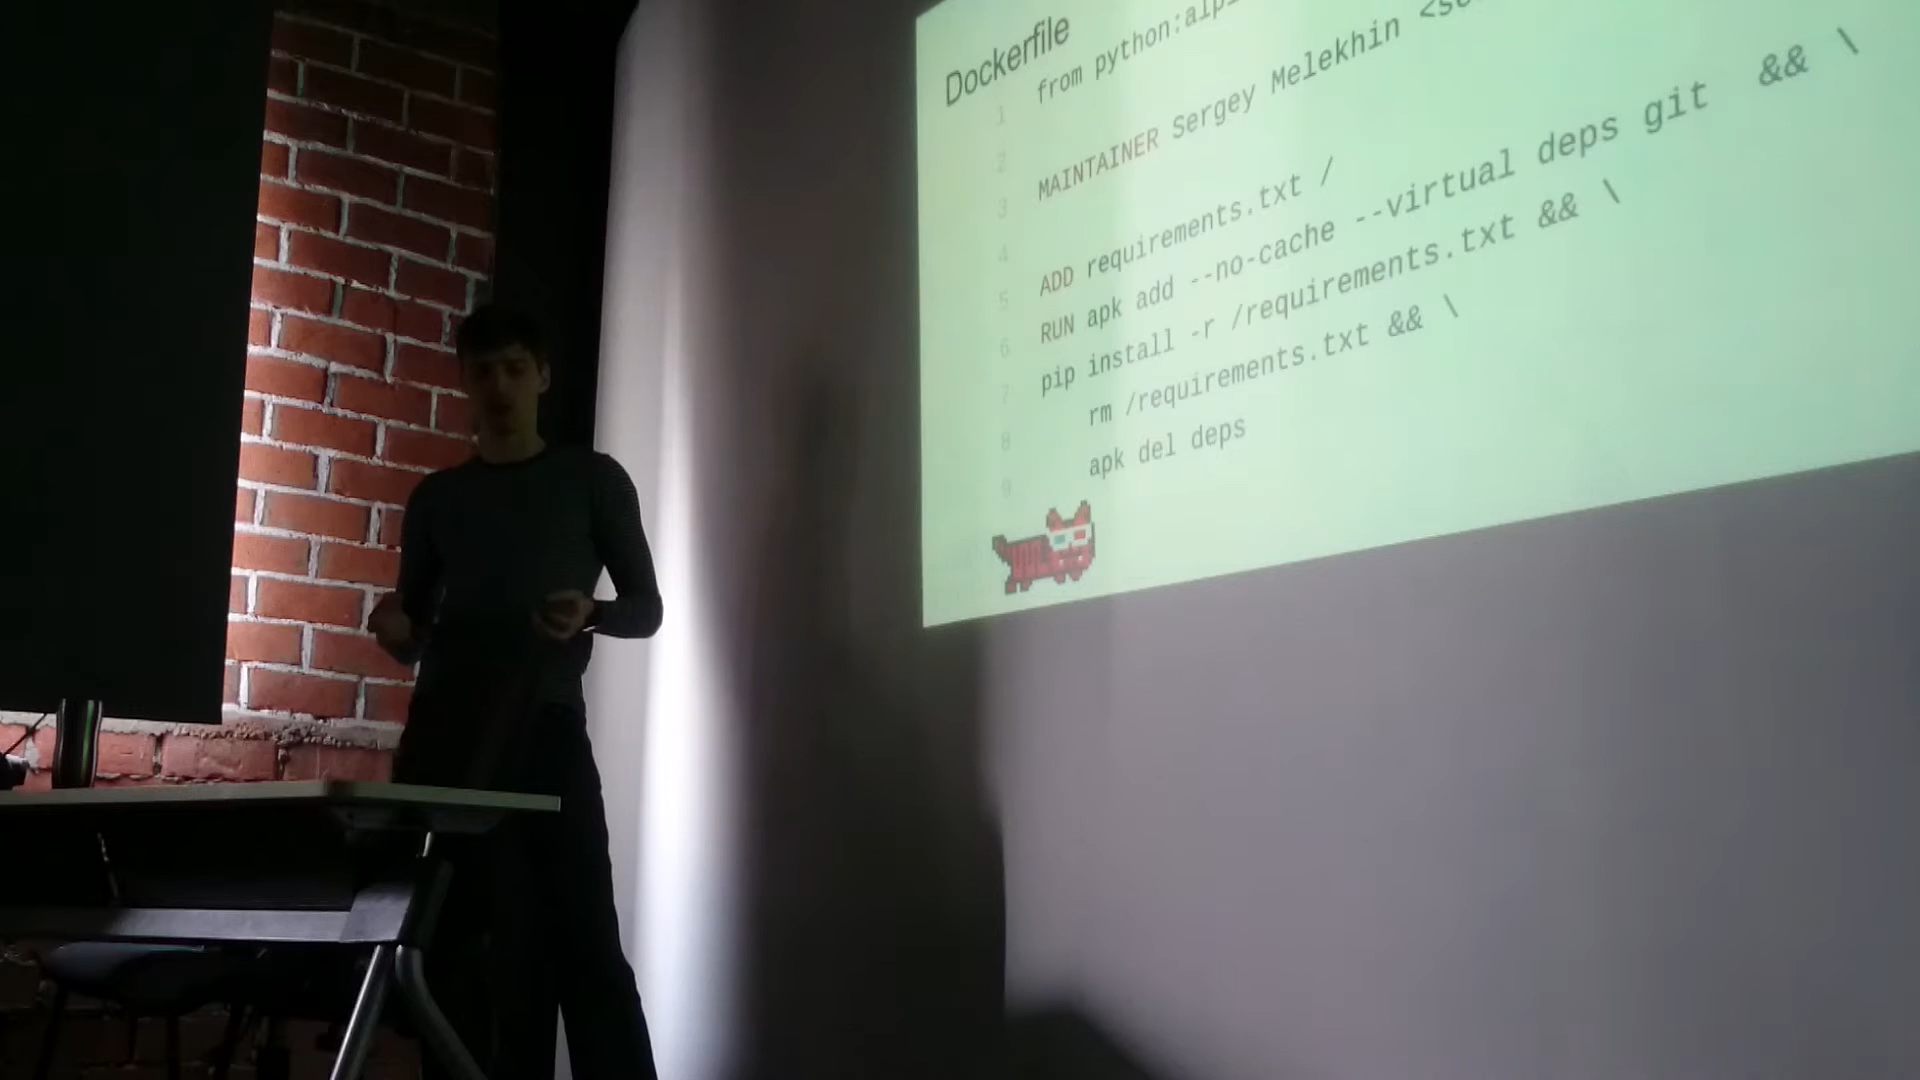 Dockerfile
1 from python:alpi
2
3 MAINTAINER Sergey Melekhin
4
5 ADD requirements.txt /
6 RUN apk add --no-cache --virtual deps git && \
7 pip install -r /requirements.txt && \
8 rm /requirements.txt && \
9 apk del deps